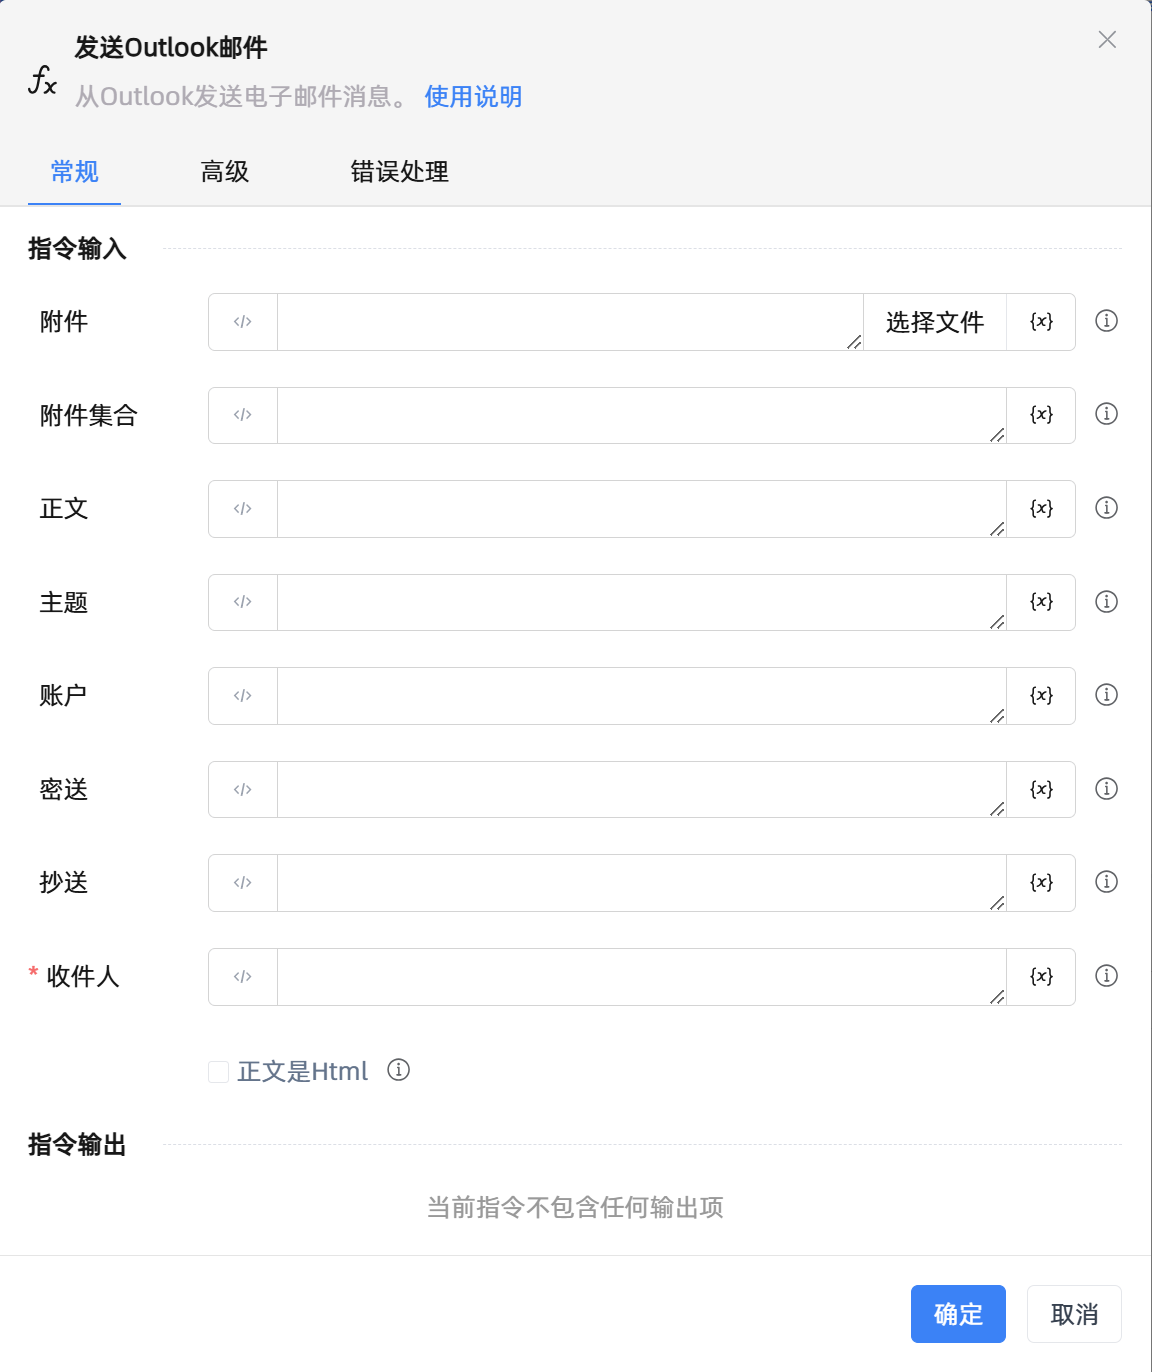 发送Outlook邮件
从Outlook发送电子邮件消息。 使用说明
常规 高级 错误处理
指令输入
附件 </> 选择文件 {x}
附件集合 </> {x}
正文 </> {x}
主题 </> {x}
账户 </> {x}
密送 </> {x}
抄送 </> {x}
* 收件人 </> {x}
正文是Html
指令输出
当前指令不包含任何输出项
确定 取消